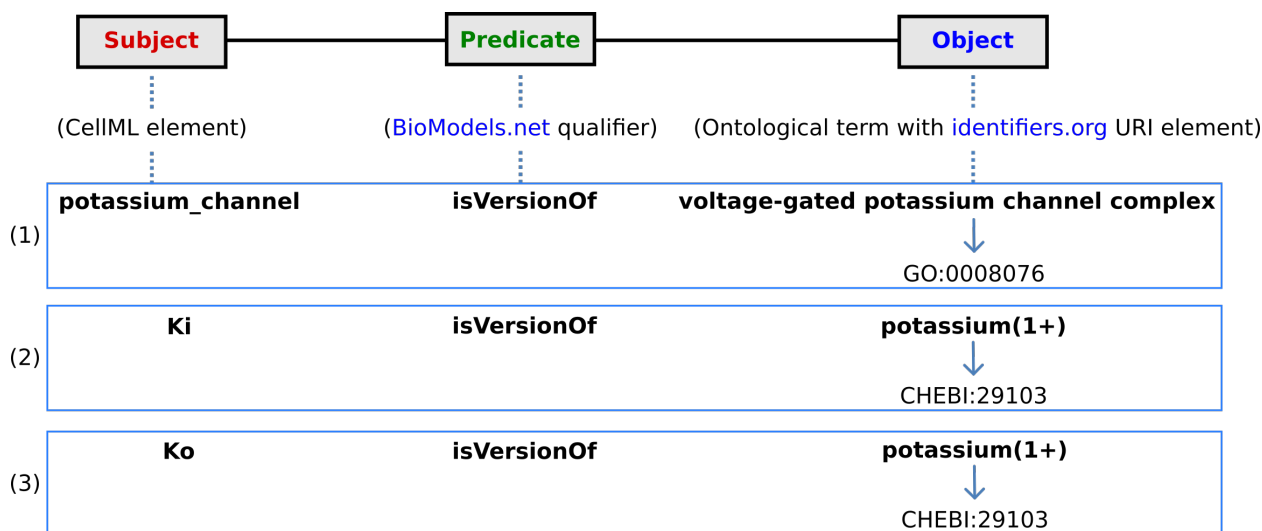 Subject Predicate Object
(CellML element) (BioModels.net qualifier) (Ontological term with identifiers.org URI element)
potassium_channel isVersionOf voltage-gated potassium channel complex
(1)
GO:0008076
Ki isVersionOf potassium(1+)
(2)
CHEBI:29103
Ko isVersionOf potassium(1+)
(3)
CHEBI:29103